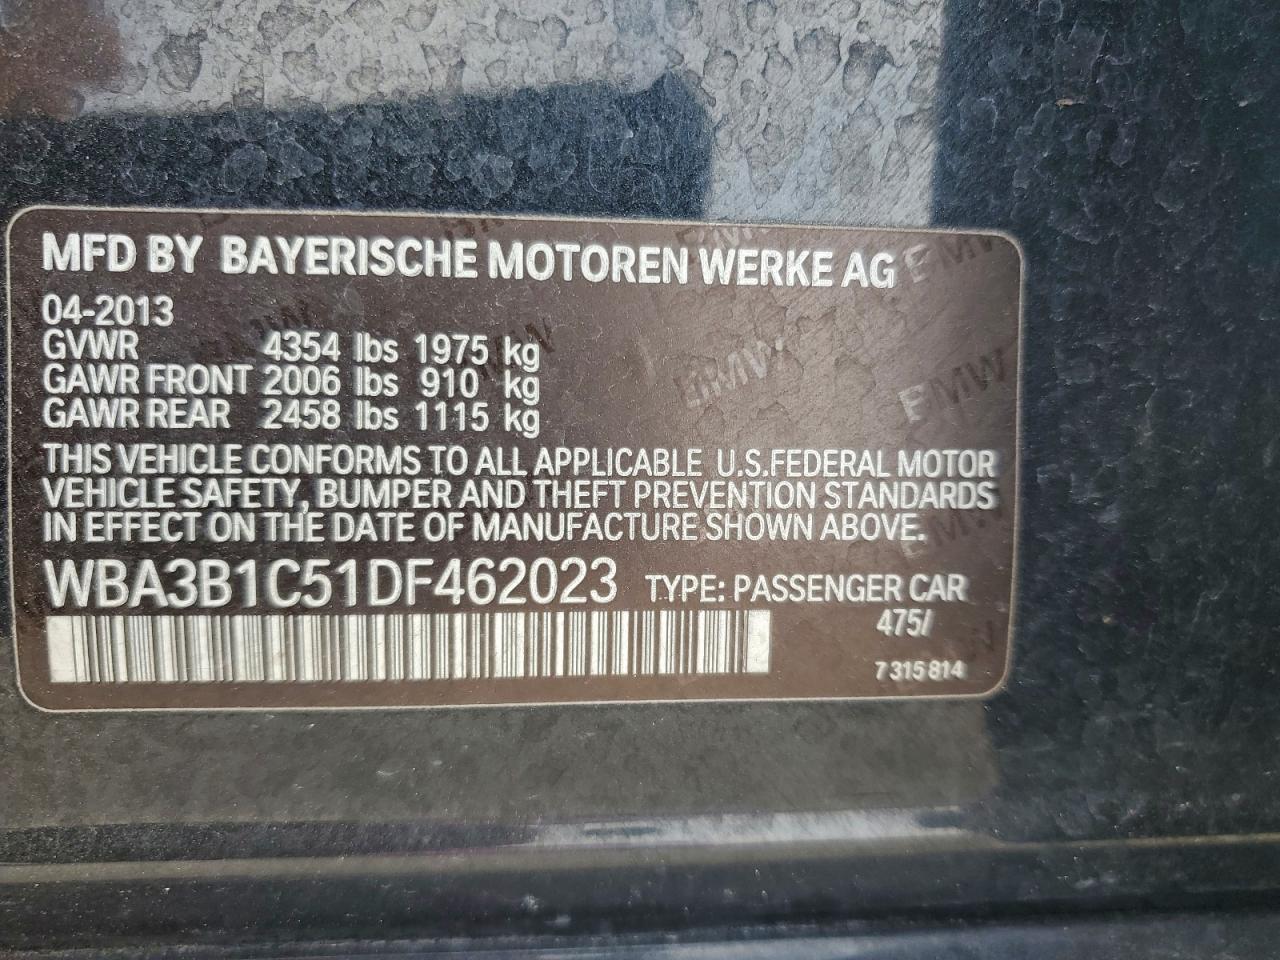 MFD BY BAYERISCHE MOTOREN WERKE AG
04-2013
GVWR 4354 lbs 1975 kg
GAWR FRONT 2006 lbs 910 kg
GAWR REAR 2458 lbs 1115 kg
THIS VEHICLE CONFORMS TO ALL APPLICABLE U.S.FEDERAL MOTOR
VEHICLE SAFETY, BUMPER AND THEFT PREVENTION STANDARDS
IN EFFECT ON THE DATE OF MANUFACTURE SHOWN ABOVE.
WBA3B1C51DF462023 TYPE: PASSENGER CAR
475/
7 315 814